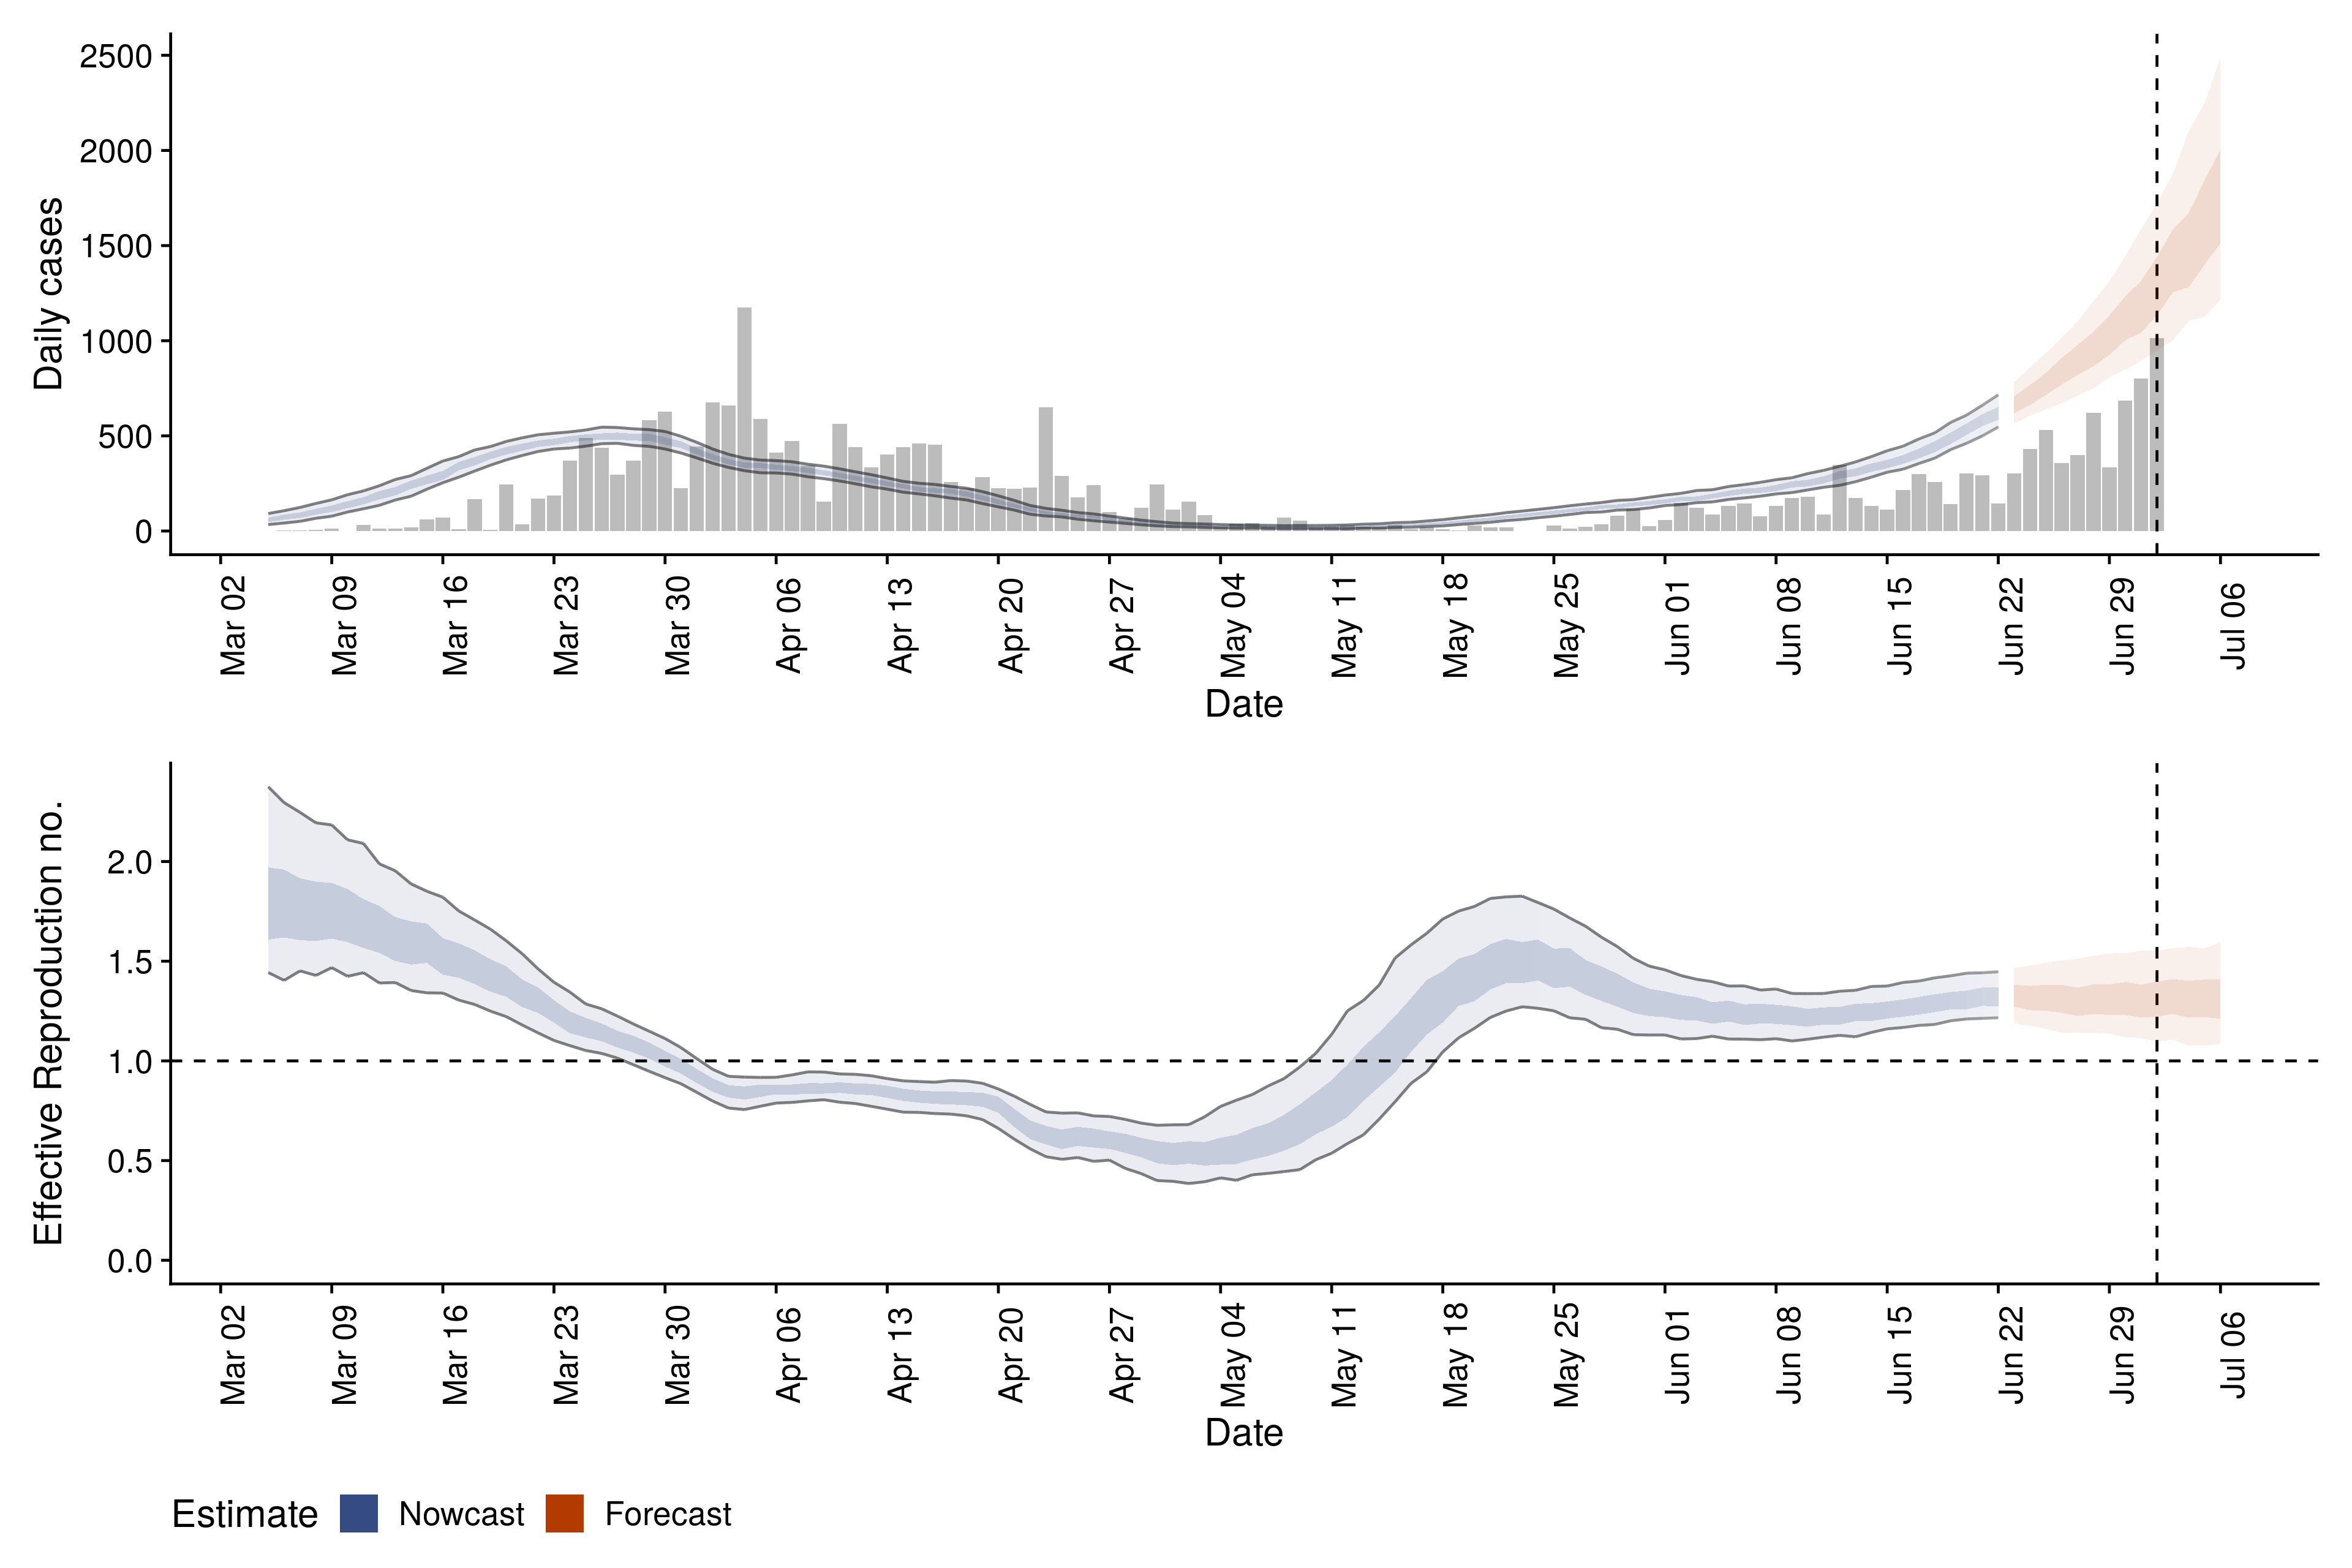 2500
2000
1500
1000
500
0
Daily cases
Mar 02 Mar 09 Mar 16 Mar 23 Mar 30 Apr 06 Apr 13 Apr 20 Apr 27 May 04 May 11 May 18 May 25 Jun 01 Jun 08 Jun 15 Jun 22 Jun 29 Jul 06
Date
2.0
1.5
1.0
0.5
0.0
Effective Reproduction no.
Mar 02 Mar 09 Mar 16 Mar 23 Mar 30 Apr 06 Apr 13 Apr 20 Apr 27 May 04 May 11 May 18 May 25 Jun 01 Jun 08 Jun 15 Jun 22 Jun 29 Jul 06
Date
Estimate Nowcast Forecast